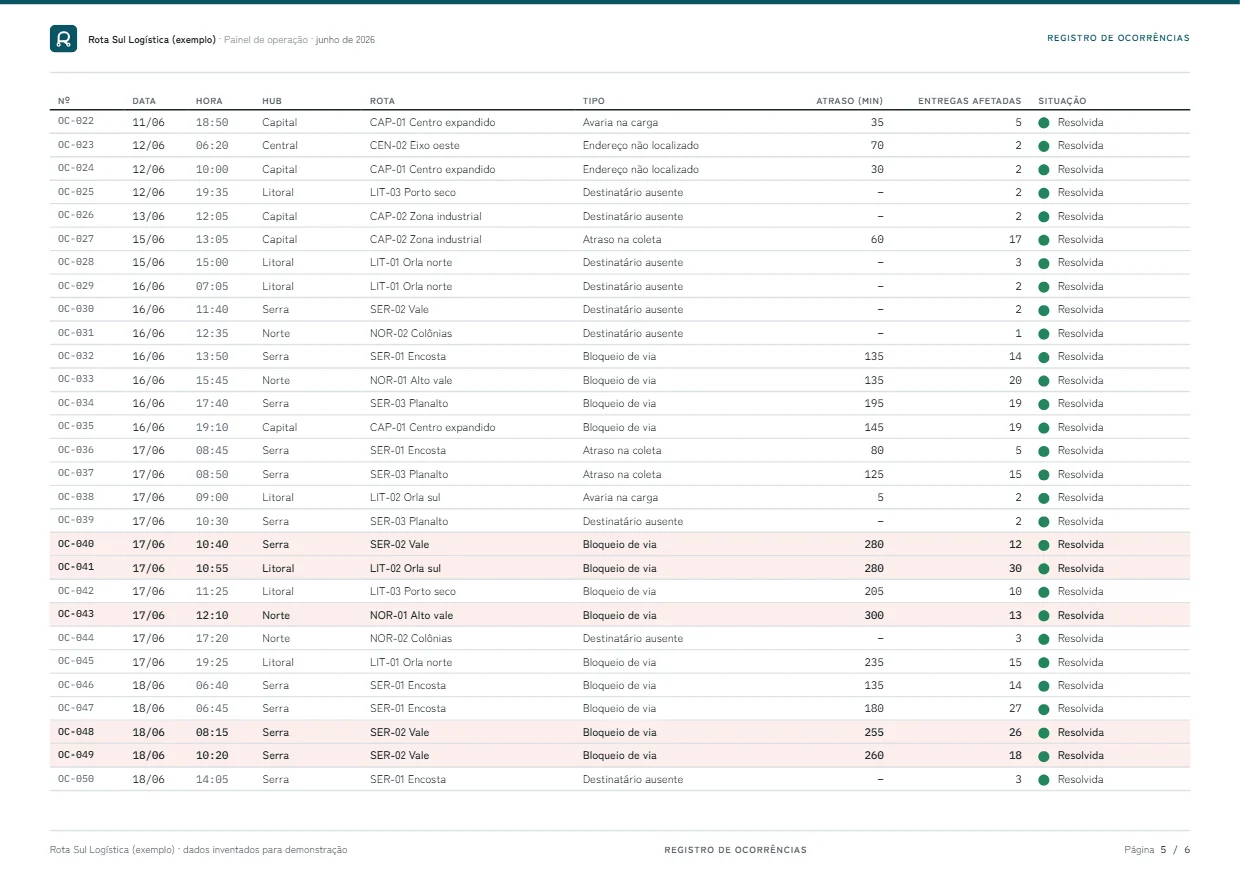 Rota Sul Logística (exemplo) · Painel de operação · junho de 2026
REGISTRO DE OCORRÊNCIAS
Nº DATA HORA HUB ROTA TIPO ATRASO (MIN) ENTREGAS AFETADAS SITUAÇÃO
OC-022 11/06 18:50 Capital CAP-01 Centro expandido Avaria na carga 35 5 Resolvida
OC-023 12/06 06:20 Central CEN-02 Eixo oeste Endereço não localizado 70 2 Resolvida
OC-024 12/06 10:00 Capital CAP-01 Centro expandido Endereço não localizado 30 2 Resolvida
OC-025 12/06 19:35 Litoral LIT-03 Porto seco Destinatário ausente – 2 Resolvida
OC-026 13/06 12:05 Capital CAP-02 Zona industrial Destinatário ausente – 2 Resolvida
OC-027 15/06 13:05 Capital CAP-02 Zona industrial Atraso na coleta 60 17 Resolvida
OC-028 15/06 15:00 Litoral LIT-01 Orla norte Destinatário ausente – 3 Resolvida
OC-029 16/06 07:05 Litoral LIT-01 Orla norte Destinatário ausente – 2 Resolvida
OC-030 16/06 11:40 Serra SER-02 Vale Destinatário ausente – 2 Resolvida
OC-031 16/06 12:35 Norte NOR-02 Colônias Destinatário ausente – 1 Resolvida
OC-032 16/06 13:50 Serra SER-01 Encosta Bloqueio de via 135 14 Resolvida
OC-033 16/06 15:45 Norte NOR-01 Alto vale Bloqueio de via 135 20 Resolvida
OC-034 16/06 17:40 Serra SER-03 Planalto Bloqueio de via 195 19 Resolvida
OC-035 16/06 19:10 Capital CAP-01 Centro expandido Bloqueio de via 145 19 Resolvida
OC-036 17/06 08:45 Serra SER-01 Encosta Atraso na coleta 80 5 Resolvida
OC-037 17/06 08:50 Serra SER-03 Planalto Atraso na coleta 125 15 Resolvida
OC-038 17/06 09:00 Litoral LIT-02 Orla sul Avaria na carga 5 2 Resolvida
OC-039 17/06 10:30 Serra SER-03 Planalto Destinatário ausente – 2 Resolvida
OC-040 17/06 10:40 Serra SER-02 Vale Bloqueio de via 280 12 Resolvida
OC-041 17/06 10:55 Litoral LIT-02 Orla sul Bloqueio de via 280 30 Resolvida
OC-042 17/06 11:25 Litoral LIT-03 Porto seco Bloqueio de via 205 10 Resolvida
OC-043 17/06 12:10 Norte NOR-01 Alto vale Bloqueio de via 300 13 Resolvida
OC-044 17/06 17:20 Norte NOR-02 Colônias Destinatário ausente – 3 Resolvida
OC-045 17/06 19:25 Litoral LIT-01 Orla norte Bloqueio de via 235 15 Resolvida
OC-046 18/06 06:40 Serra SER-01 Encosta Bloqueio de via 135 14 Resolvida
OC-047 18/06 06:45 Serra SER-01 Encosta Bloqueio de via 180 27 Resolvida
OC-048 18/06 08:15 Serra SER-02 Vale Bloqueio de via 255 26 Resolvida
OC-049 18/06 10:20 Serra SER-02 Vale Bloqueio de via 260 18 Resolvida
OC-050 18/06 14:05 Serra SER-01 Encosta Destinatário ausente – 3 Resolvida
Rota Sul Logística (exemplo) · dados inventados para demonstração
REGISTRO DE OCORRÊNCIAS
Página 5 / 6